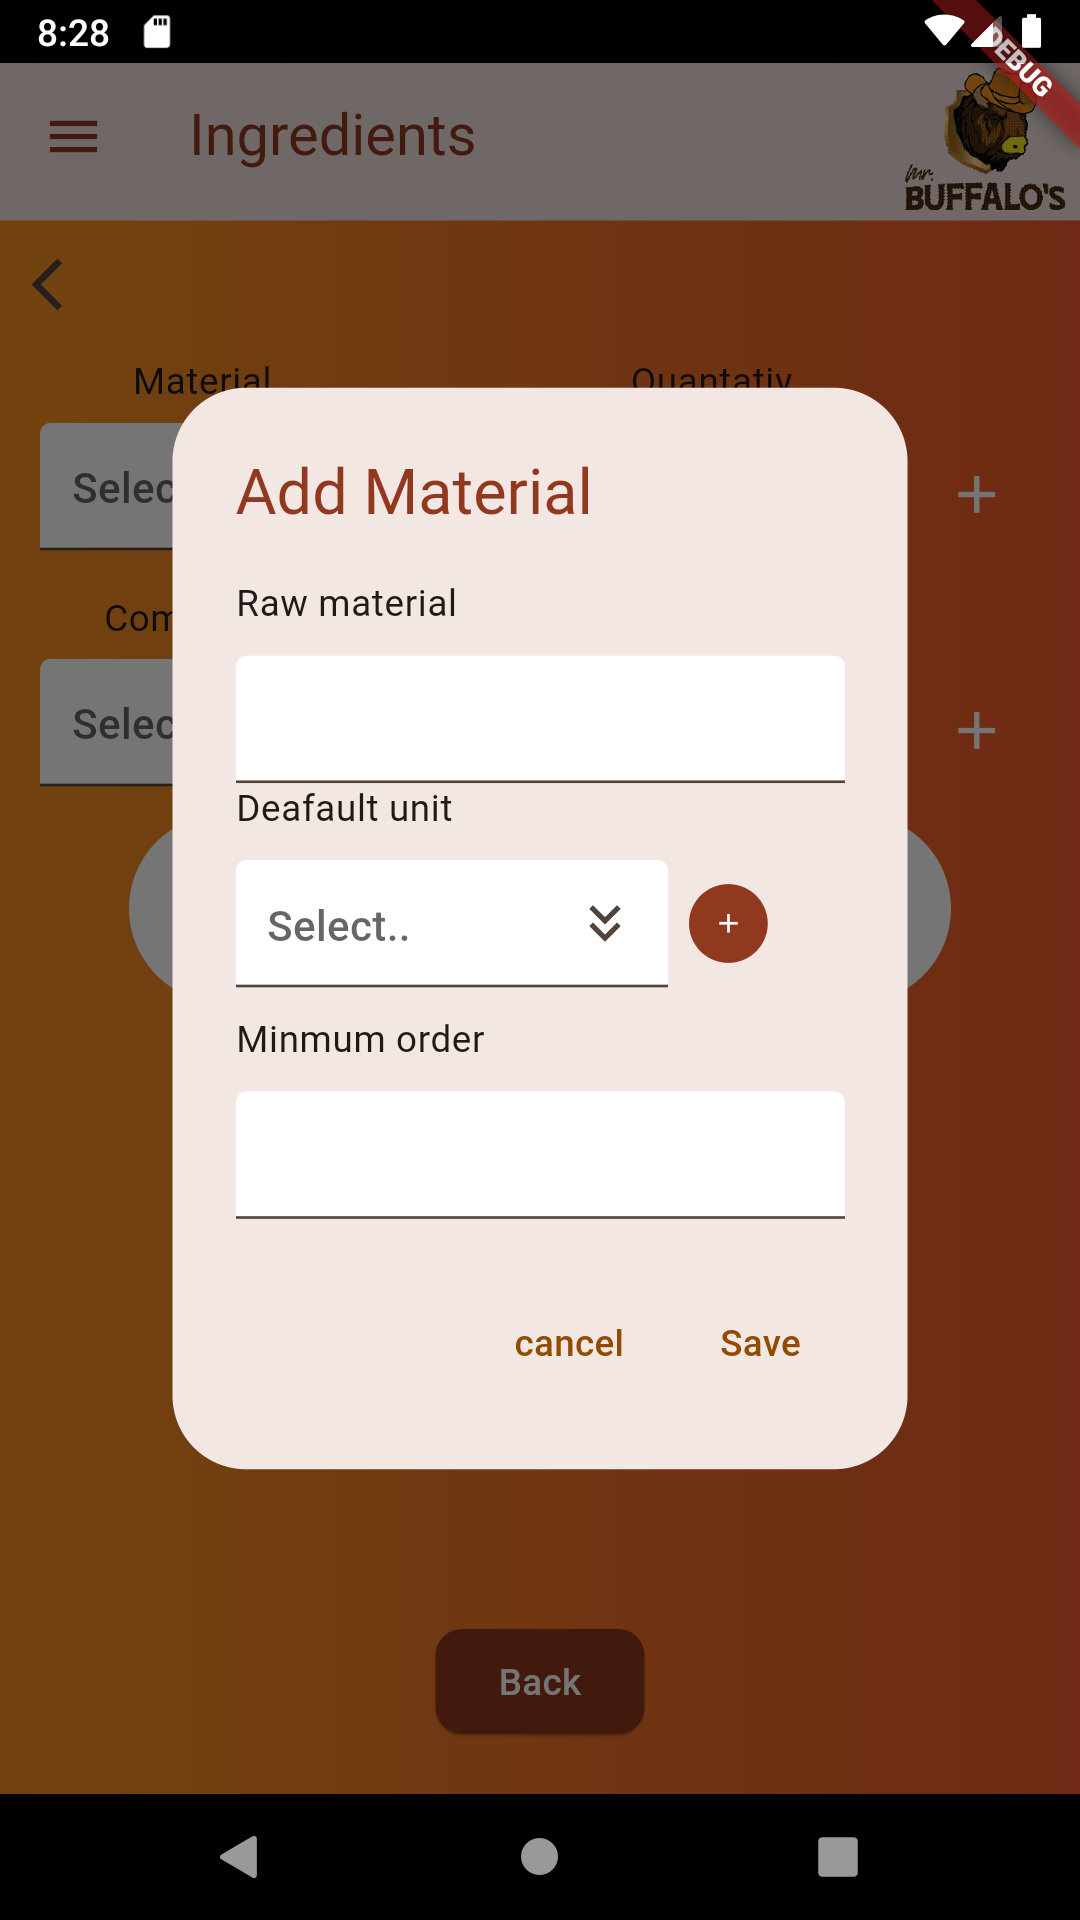 8:28
DEBUG
Ingredients
Mr.
BUFFALO'S
Material
Quantativ
Selec
Com
Selec
Add Material
Raw material
Deafault unit
Select..
Minmum order
cancel
Save
Back